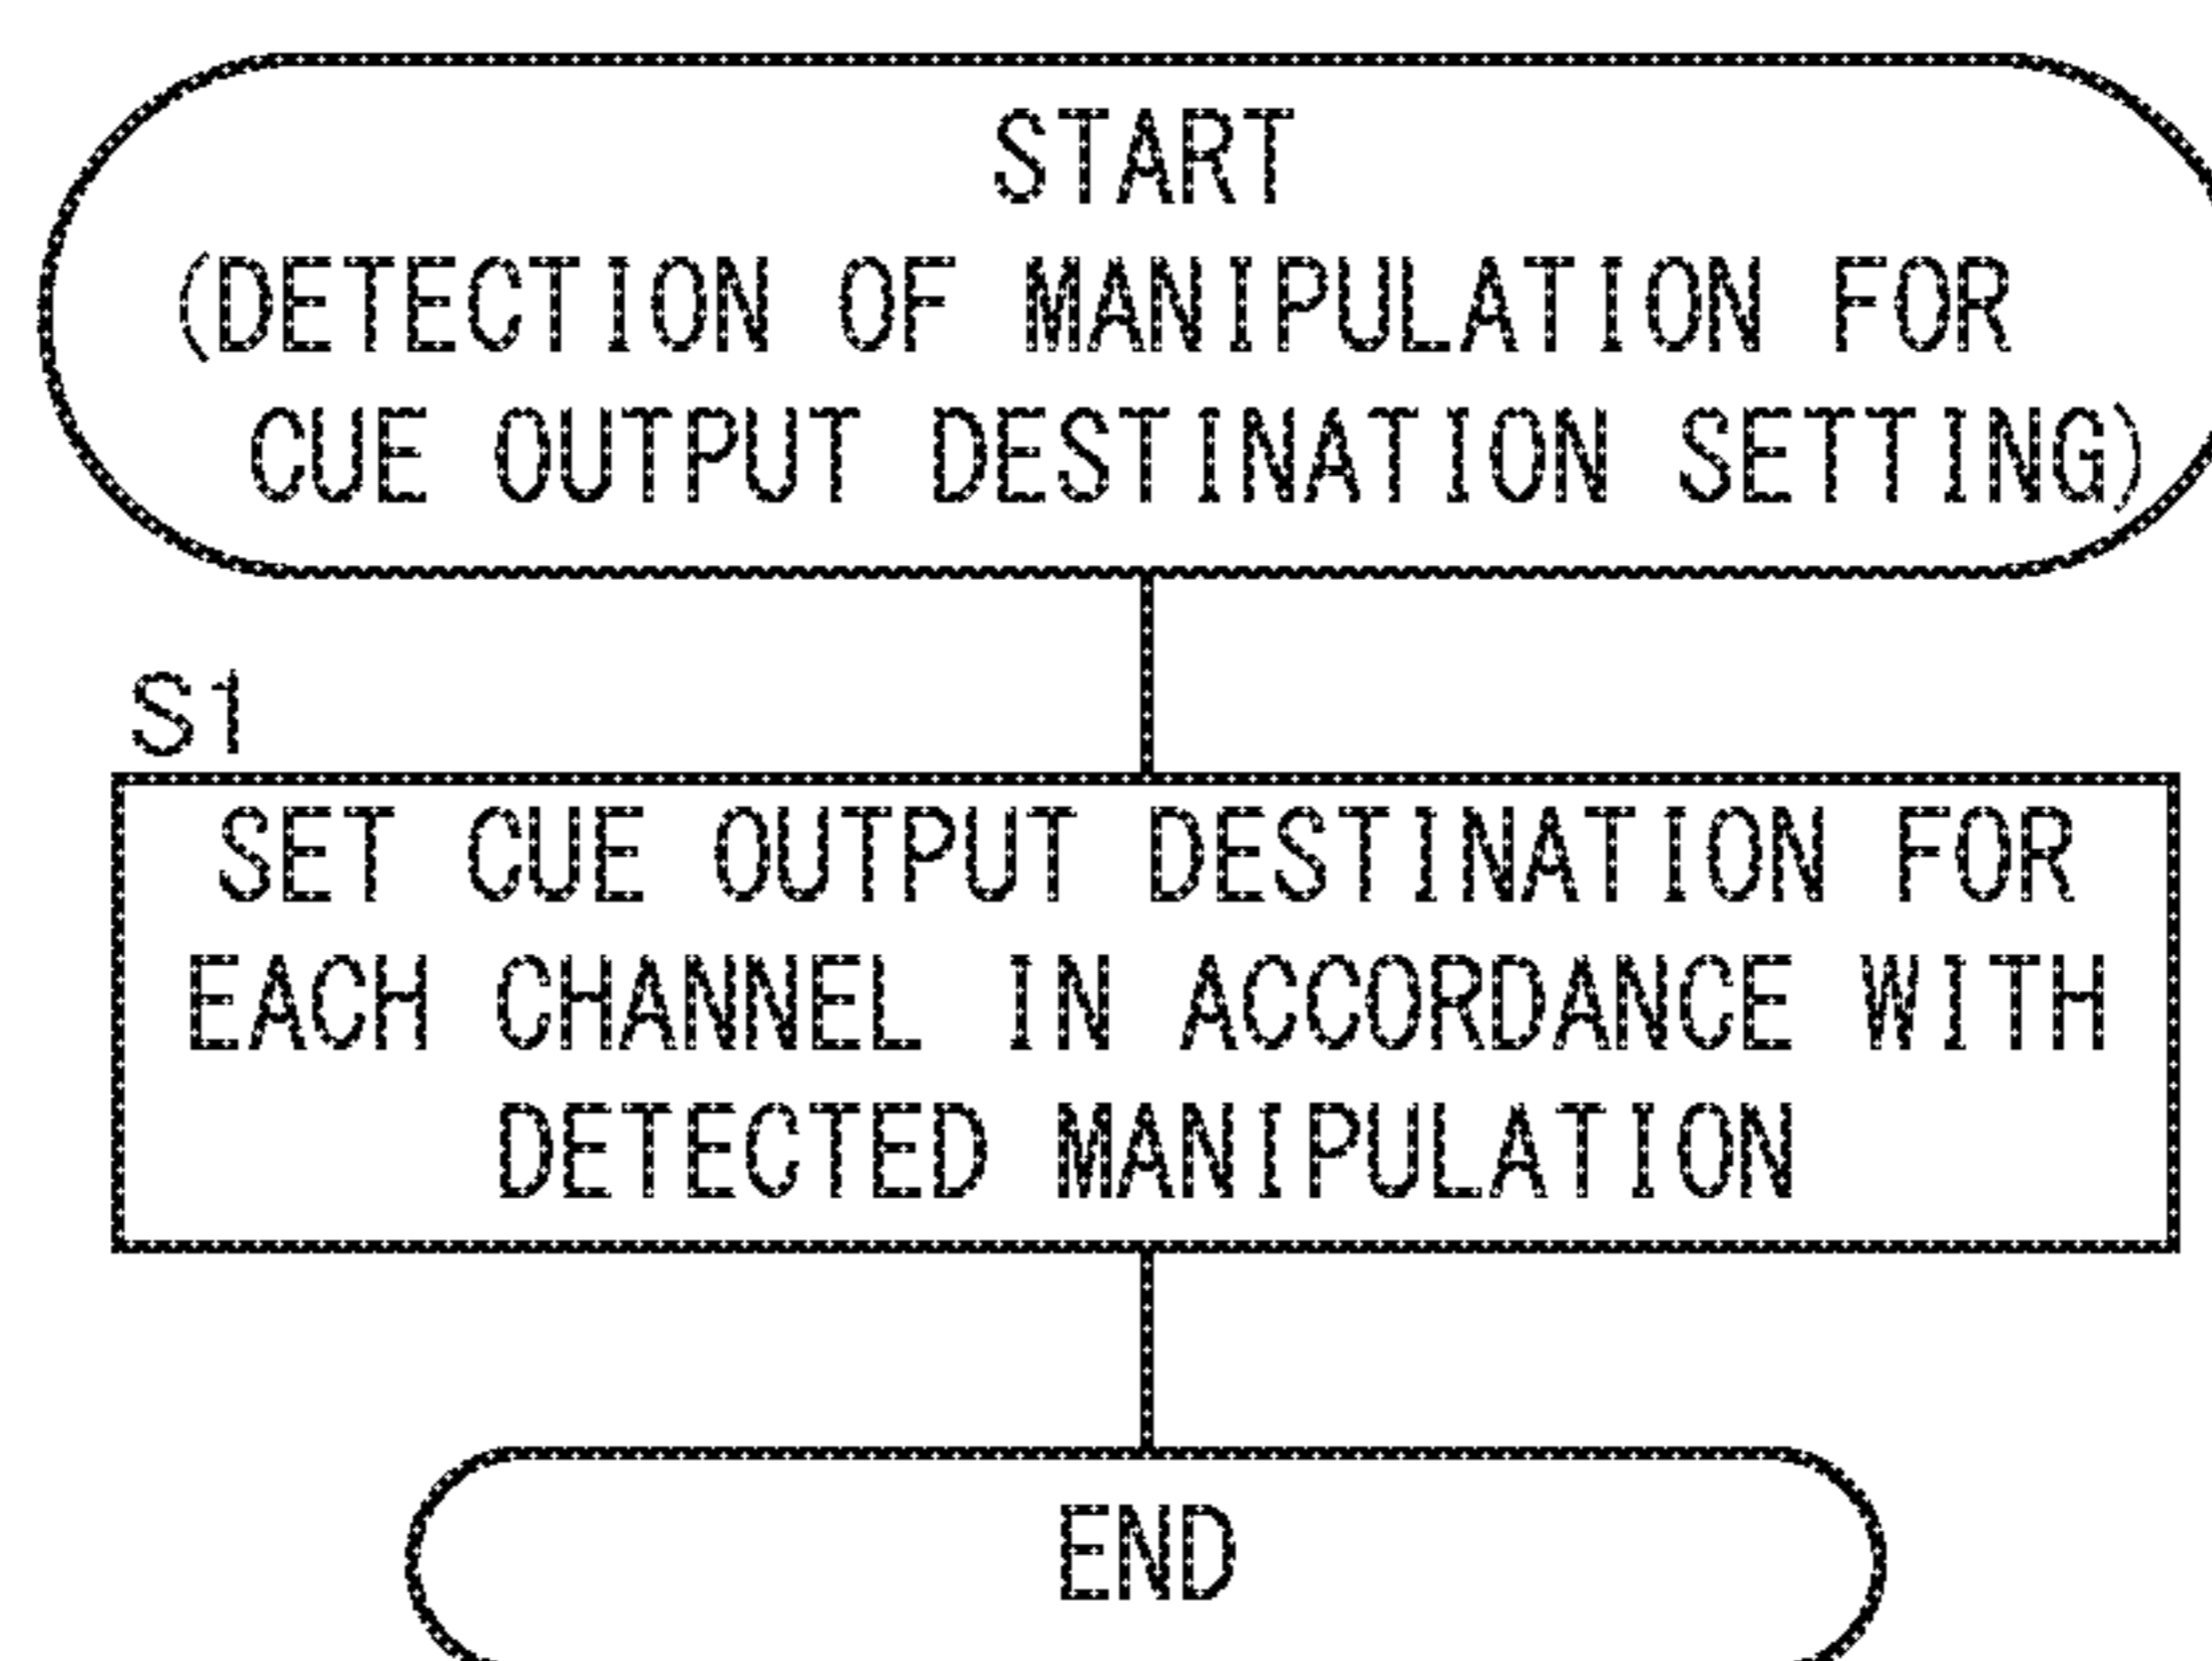 START
(DETECTION OF MANIPULATION FOR
CUE OUTPUT DESTINATION SETTING)
S1
SET CUE OUTPUT DESTINATION FOR
EACH CHANNEL IN ACCORDANCE WITH
DETECTED MANIPULATION
END